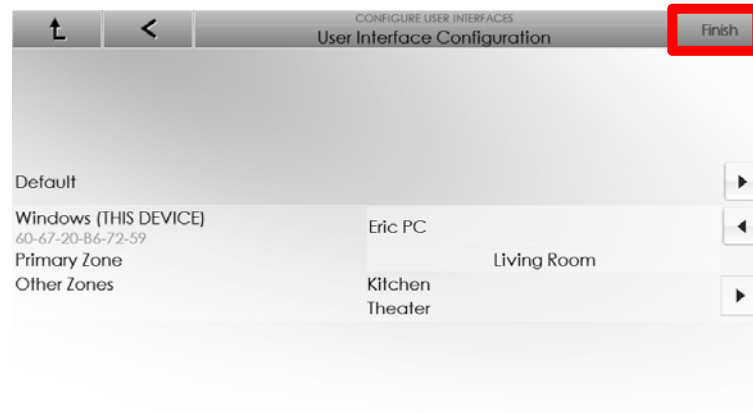 CONFIGURE USER INTERFACES
User Interface Configuration
Finish
Default
Windows (THIS DEVICE)
60-67-20-B6-72-59
Eric PC
Primary Zone
Living Room
Other Zones
Kitchen
Theater